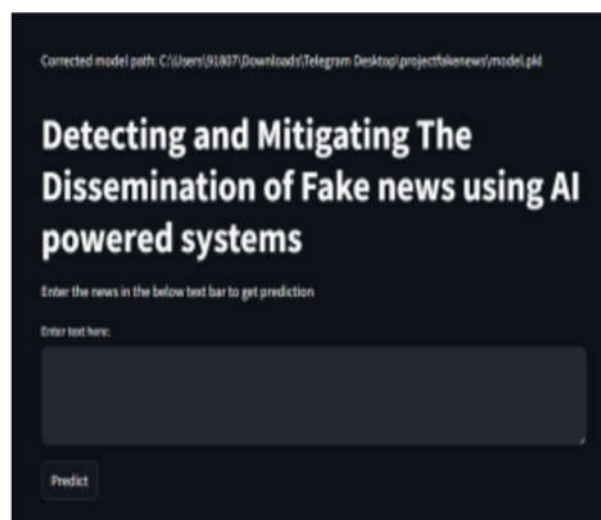 Corrected model path: C:\Users\91807\Downloads\Telegram Desktop\projectfakenews\model.pkl
Detecting and Mitigating The
Dissemination of Fake news using AI
powered systems
Enter the news in the below text bar to get prediction
Enter text here:
Predict